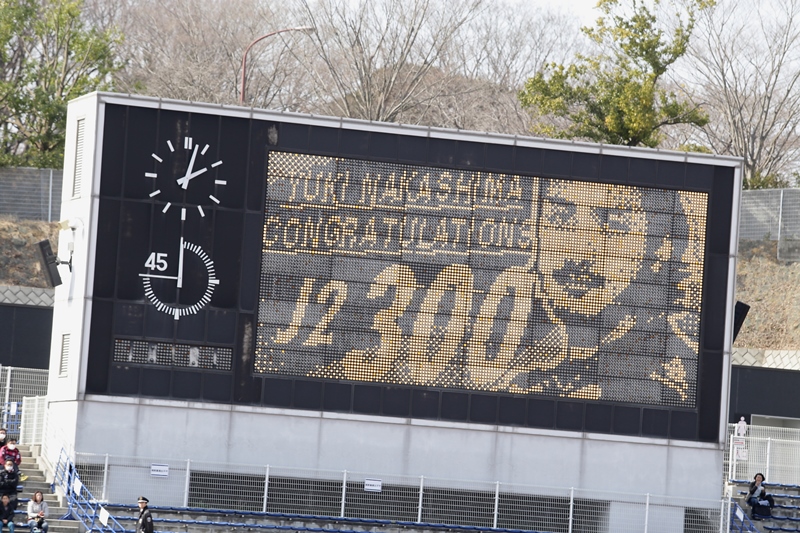 YUKI NAKASHIMA
CONGRATULATIONS
J2 300
45